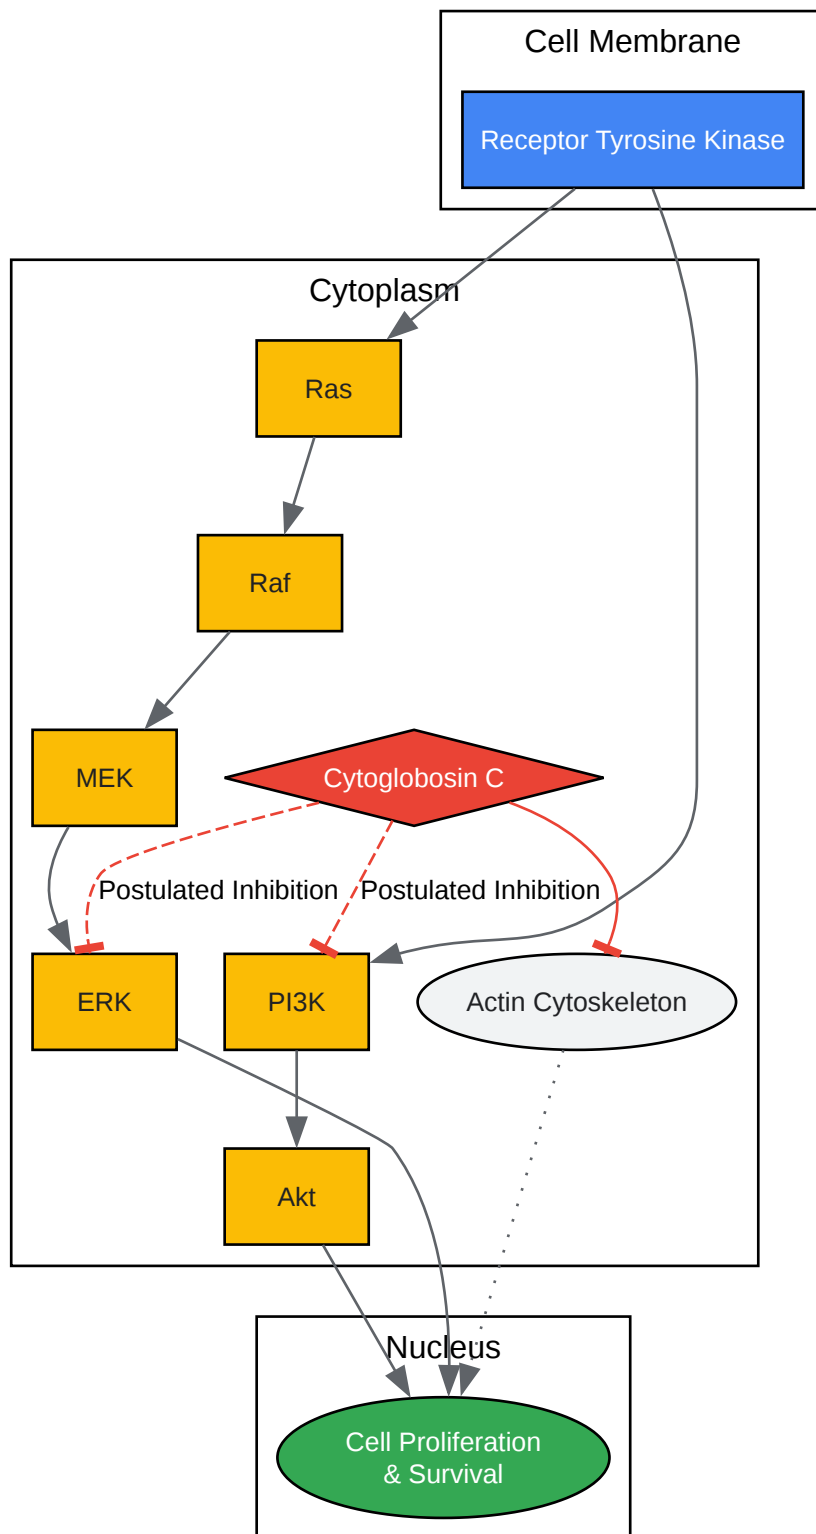 Cell Membrane
Receptor Tyrosine Kinase
Cytoplasm
Ras
Raf
MEK
Cytoglobosin C
Postulated Inhibition
Postulated Inhibition
ERK
PI3K
Actin Cytoskeleton
Akt
Nucleus
Cell Proliferation
& Survival